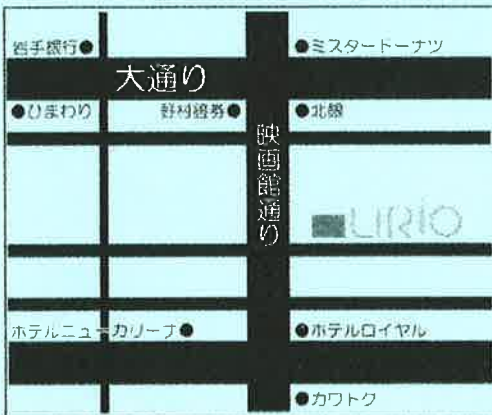 岩手銀行●
●ミスタードーナツ
大通り
●ひまわり
野村證券●
●北銀
映画館通り
■LIRIO
ホテルニューカリーナ●
●ホテルロイヤル
●カワトク